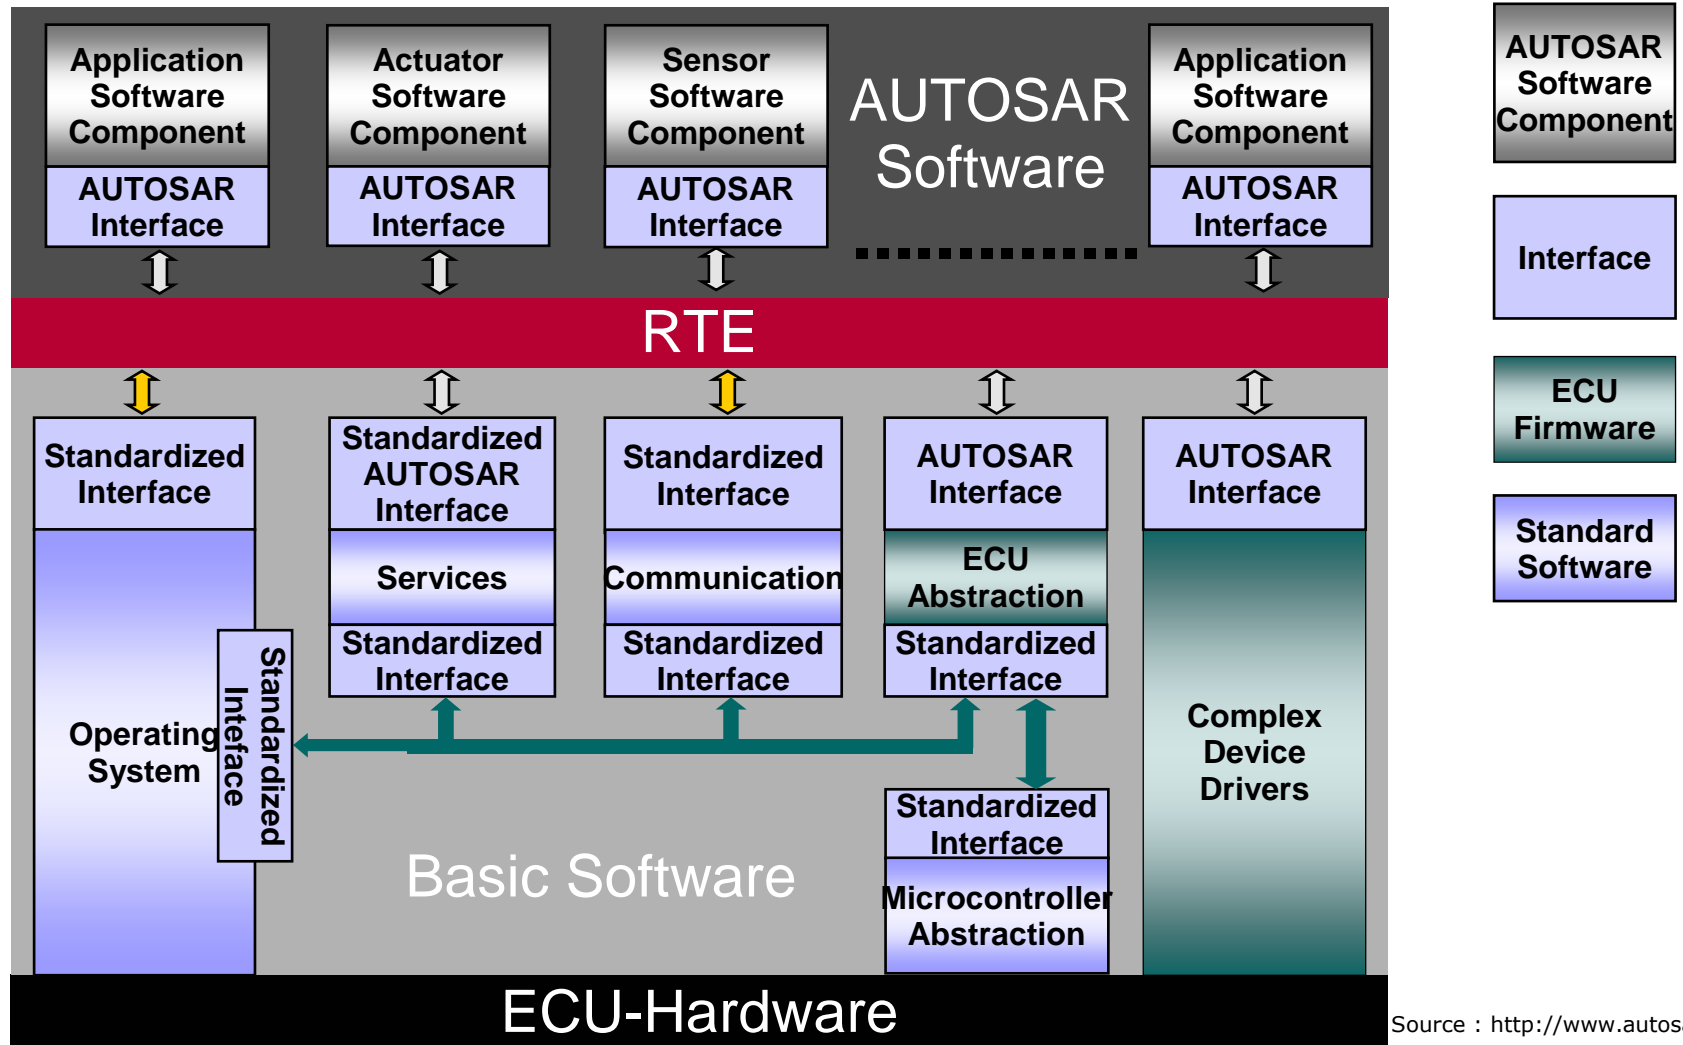 Application
Software
Component
AUTOSAR
Interface
Actuator
Software
Component
AUTOSAR
Interface
Sensor
Software
Component
AUTOSAR
Interface
AUTOSAR
Software
Application
Software
Component
AUTOSAR
Interface
RTE
Standardized
Interface
Operating
System
Standardized
Inteface
Standardized
AUTOSAR
Interface
Services
Standardized
Interface
Standardized
Interface
Communication
Standardized
Interface
AUTOSAR
Interface
ECU
Abstraction
Standardized
Interface
Standardized
Interface
Microcontroller
Abstraction
AUTOSAR
Interface
Complex
Device
Drivers
Basic Software
ECU-Hardware
AUTOSAR
Software
Component
Interface
ECU
Firmware
Standard
Software
Source : http://www.autosa